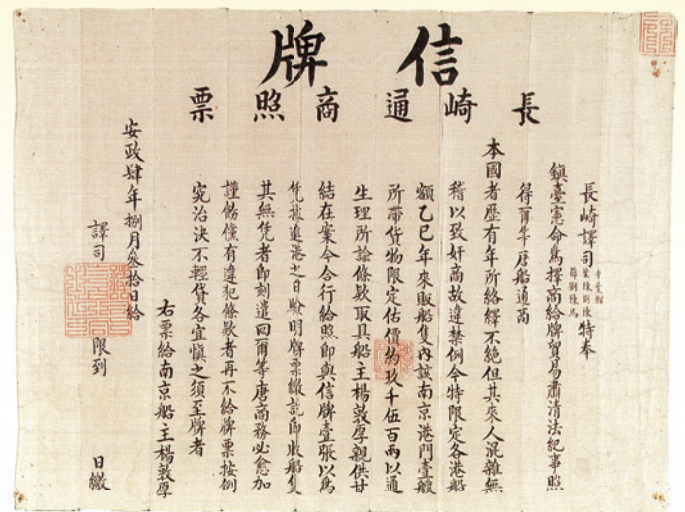 信牌
長崎通商照票
長崎譯司
特奉
鎮臺憲命為擇商給牌貿易肅清法紀事照
得爾等唐船通商
本國者歷有年所絡繹不絕但其來人混雜無
稽以致奸商故違禁例今特限定各港船
額乙巳年來販船隻內該南京港門壹艘
所帶貨物限定估價約玖千伍百兩以通
生理所諭條款取具船主楊敦厚親供甘
結在案今合行給照即與信牌壹張以為
凭據進港之日驗明牌票繳訖即收船隻
其無凭者即刻遣回爾等唐商務必愈加
謹飭儻有違犯條款者再不給牌票按例
究治決不輕貸各宜慎之須至牌者
右票給南京船主楊敦厚
安政肆年捌月叄拾日給
譯司
限到 日繳